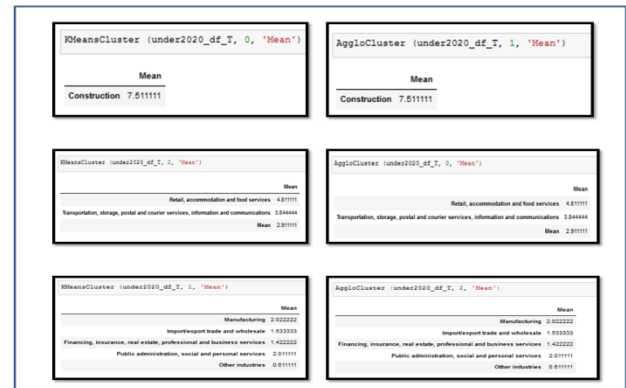 KMeansCluster (under2020_df_T, 0, 'Mean')
Mean
Construction 7.511111
AggloCluster (under2020_df_T, 1, 'Mean')
Mean
Construction 7.511111
KMeansCluster (under2020_df_T, 2, 'Mean')
Mean
Retail, accommodation and food services 4.811111
Transportation, storage, postal and courier services, information and communications 3.844444
Mean 2.911111
AggloCluster (under2020_df_T, 0, 'Mean')
Mean
Retail, accommodation and food services 4.811111
Transportation, storage, postal and courier services, information and communications 3.844444
Mean 2.911111
KMeansCluster (under2020_df_T, 1, 'Mean')
Mean
Manufacturing 2.022222
Import/export trade and wholesale 1.533333
Financing, insurance, real estate, professional and business services 1.422222
Public administration, social and personal services 2.011111
Other industries 0.611111
AggloCluster (under2020_df_T, 2, 'Mean')
Mean
Manufacturing 2.022222
Import/export trade and wholesale 1.533333
Financing, insurance, real estate, professional and business services 1.422222
Public administration, social and personal services 2.011111
Other industries 0.611111